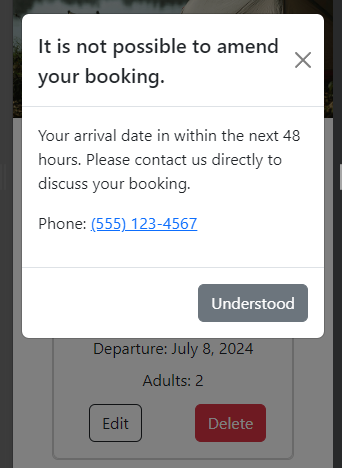 It is not possible to amend
your booking.
Your arrival date in within the next 48
hours. Please contact us directly to
discuss your booking.
Phone: (555) 123-4567
Understood
Departure: July 8, 2024
Adults: 2
Edit
Delete